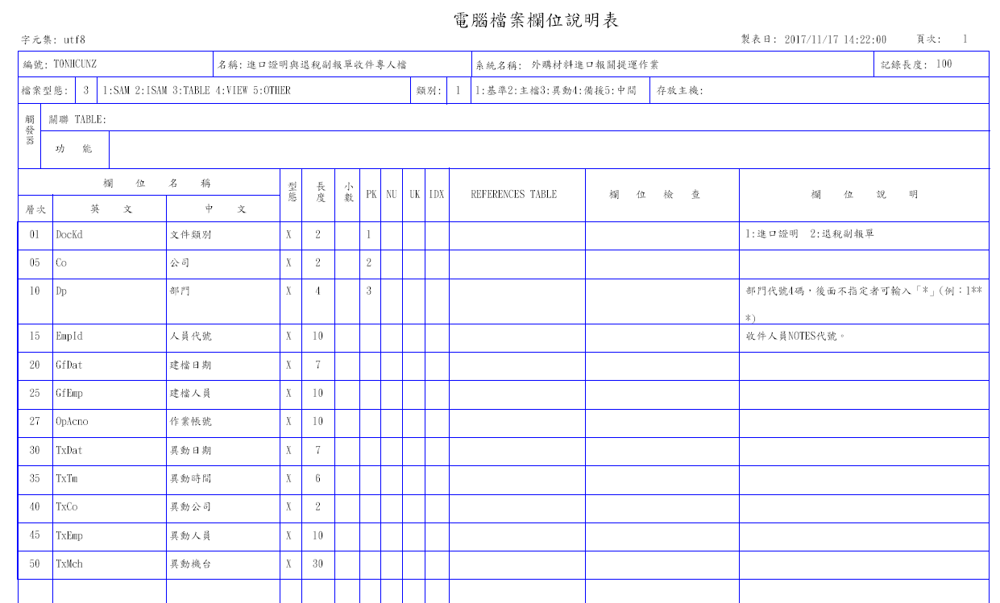 電腦檔案欄位說明表
字元集: utf8 製表日: 2017/11/17 14:22:00 頁次: 1
編號: T0NHCUNZ 名稱: 進口證明與退稅副報單收件專人檔 系統名稱: 外購材料進口報關提運作業 記錄長度: 100
檔案型態: 3 1:SAM 2:ISAM 3:TABLE 4:VIEW 5:OTHER 類別: 1 1:基準2:主檔3:異動4:備援5:中間 存放主機:
觸發器 關聯 TABLE:
功 能
欄 位 名 稱 型態 長度 小數 PK NU UK IDX REFERENCES TABLE 欄 位 檢 查 欄 位 說 明
層次 英 文 中 文
01 DocKd 文件類別 X 2 1 1:進口證明 2:退稅副報單
05 Co 公司 X 2 2
10 Dp 部門 X 4 3 部門代號4碼，後面不指定者可輸入「*」(例：1**
*)
15 EmpId 人員代號 X 10 收件人員NOTES代號。
20 GfDat 建檔日期 X 7
25 GfEmp 建檔人員 X 10
27 OpAcno 作業帳號 X 10
30 TxDat 異動日期 X 7
35 TxTm 異動時間 X 6
40 TxCo 異動公司 X 2
45 TxEmp 異動人員 X 10
50 TxMch 異動機台 X 30